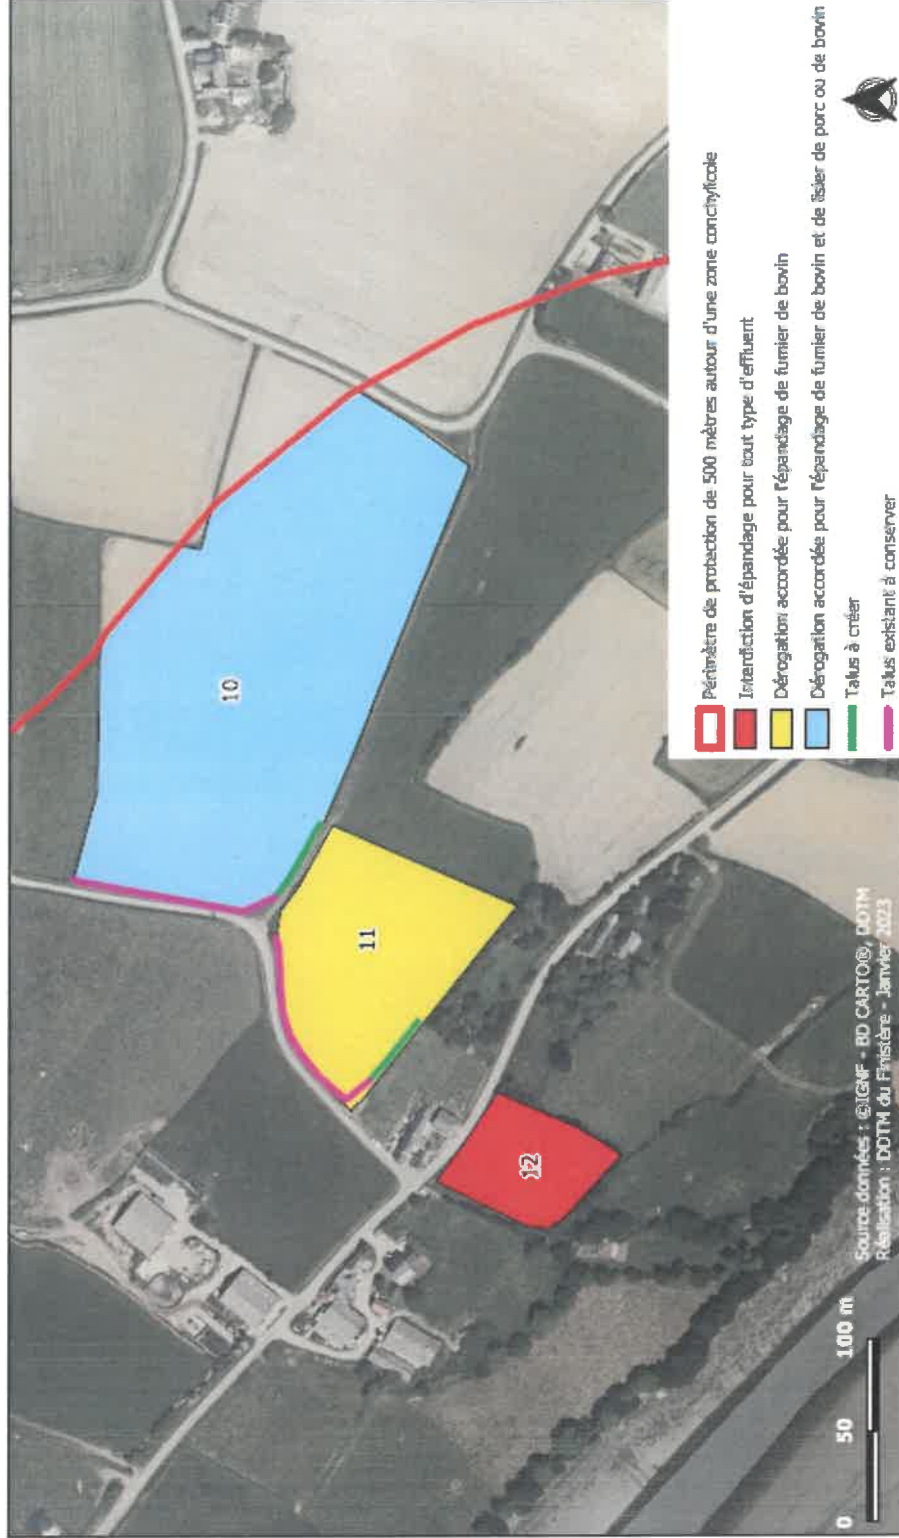 10
11
12
Périmètre de protection de 500 mètres autour d'une zone conchylicole
Interdiction d'épandage pour tout type d'effluent
Dérogation accordée pour l'épandage de fumier de bovin
Dérogation accordée pour l'épandage de fumier de bovin et de lisier de porc ou de bovin
Talus à créer
Talus existant à conserver
Source données : ©IGNF - BD CARTO®, DDTM
Réalisation : DDTM du Finistère - Janvier 2023
0 50 100 m